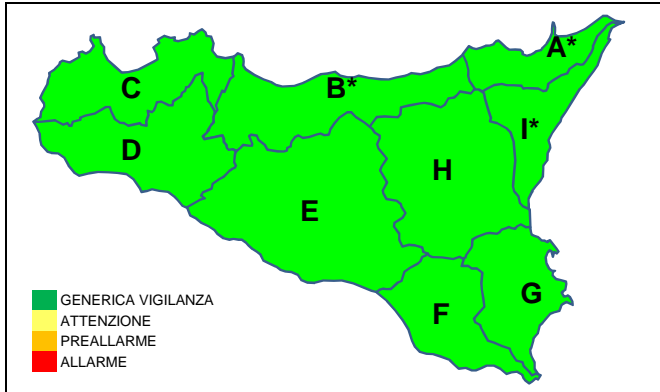 A*
C
B*
I*
D
H
E
G
F
GENERICA VIGILANZA
ATTENZIONE
PREALLARME
ALLARME